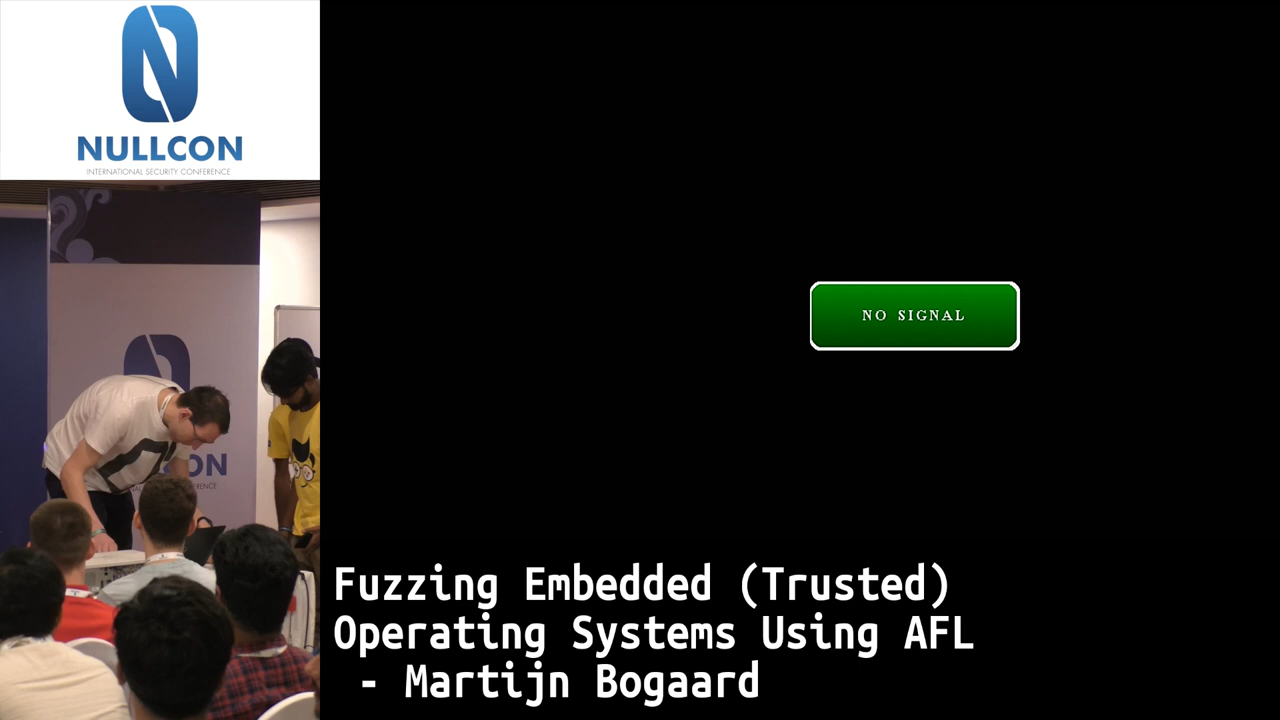 NULLCON
INTERNATIONAL SECURITY CONFERENCE
NO SIGNAL
Fuzzing Embedded (Trusted)
Operating Systems Using AFL
- Martijn Bogaard